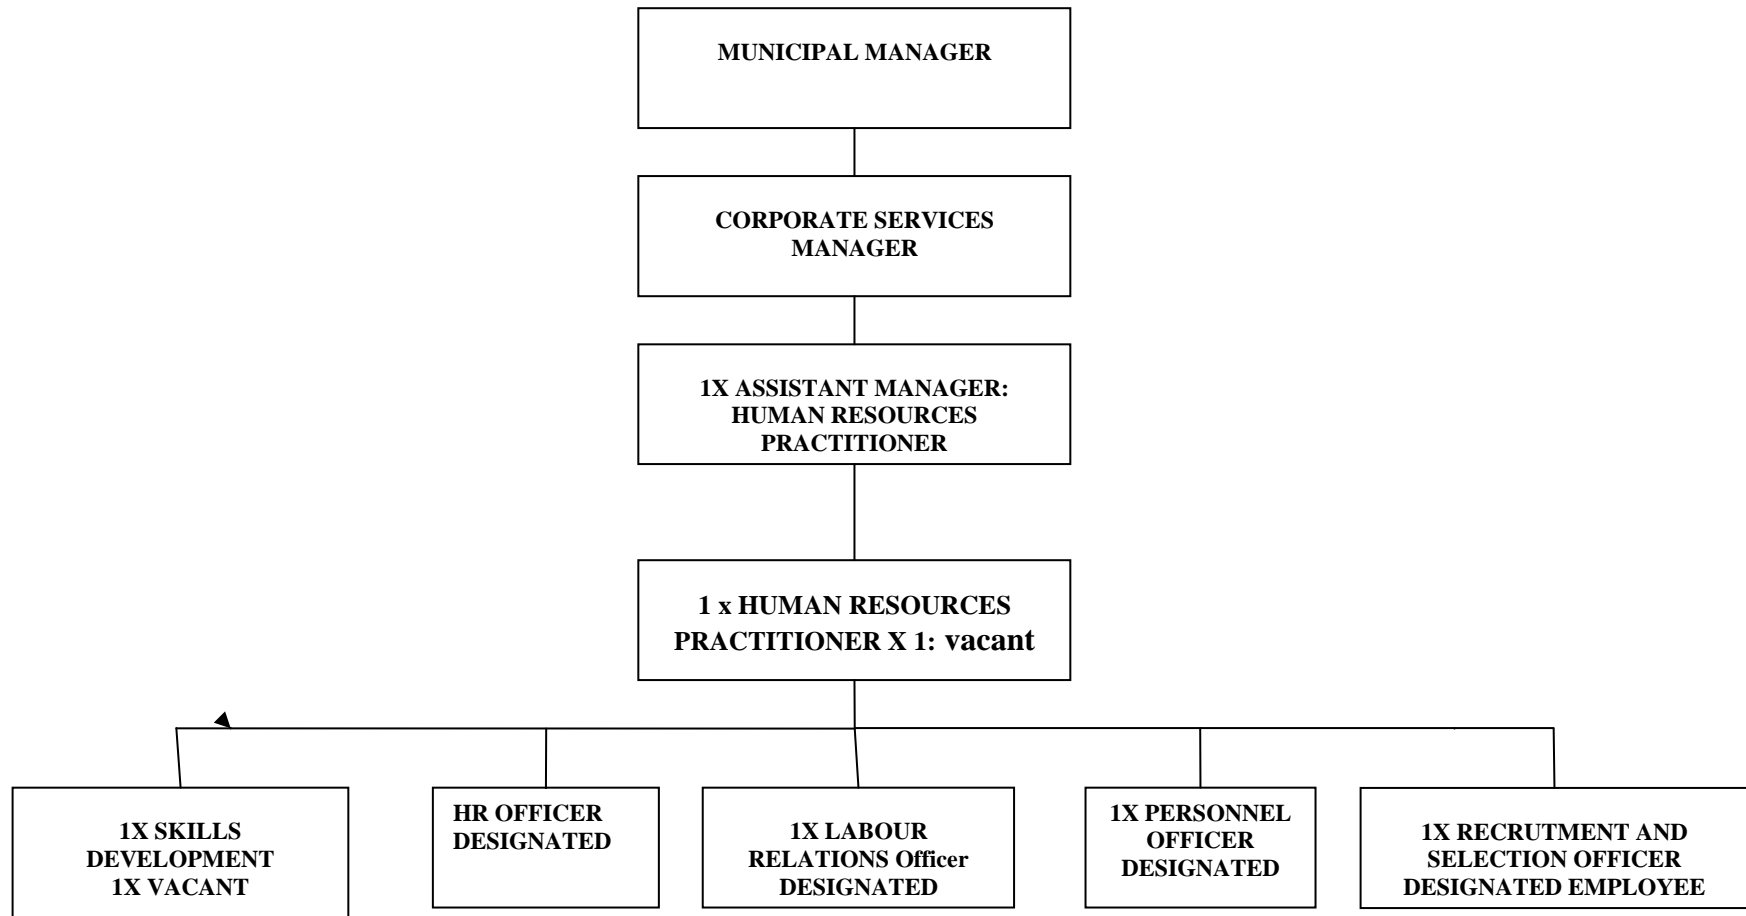 MUNICIPAL MANAGER
CORPORATE SERVICES
MANAGER
1X ASSISTANT MANAGER:
HUMAN RESOURCES
PRACTITIONER
1 x HUMAN RESOURCES
PRACTITIONER X 1: vacant
1X SKILLS
DEVELOPMENT
1X VACANT
HR OFFICER
DESIGNATED
1X LABOUR
RELATIONS Officer
DESIGNATED
1X PERSONNEL
OFFICER
DESIGNATED
1X RECRUTMENT AND
SELECTION OFFICER
DESIGNATED EMPLOYEE